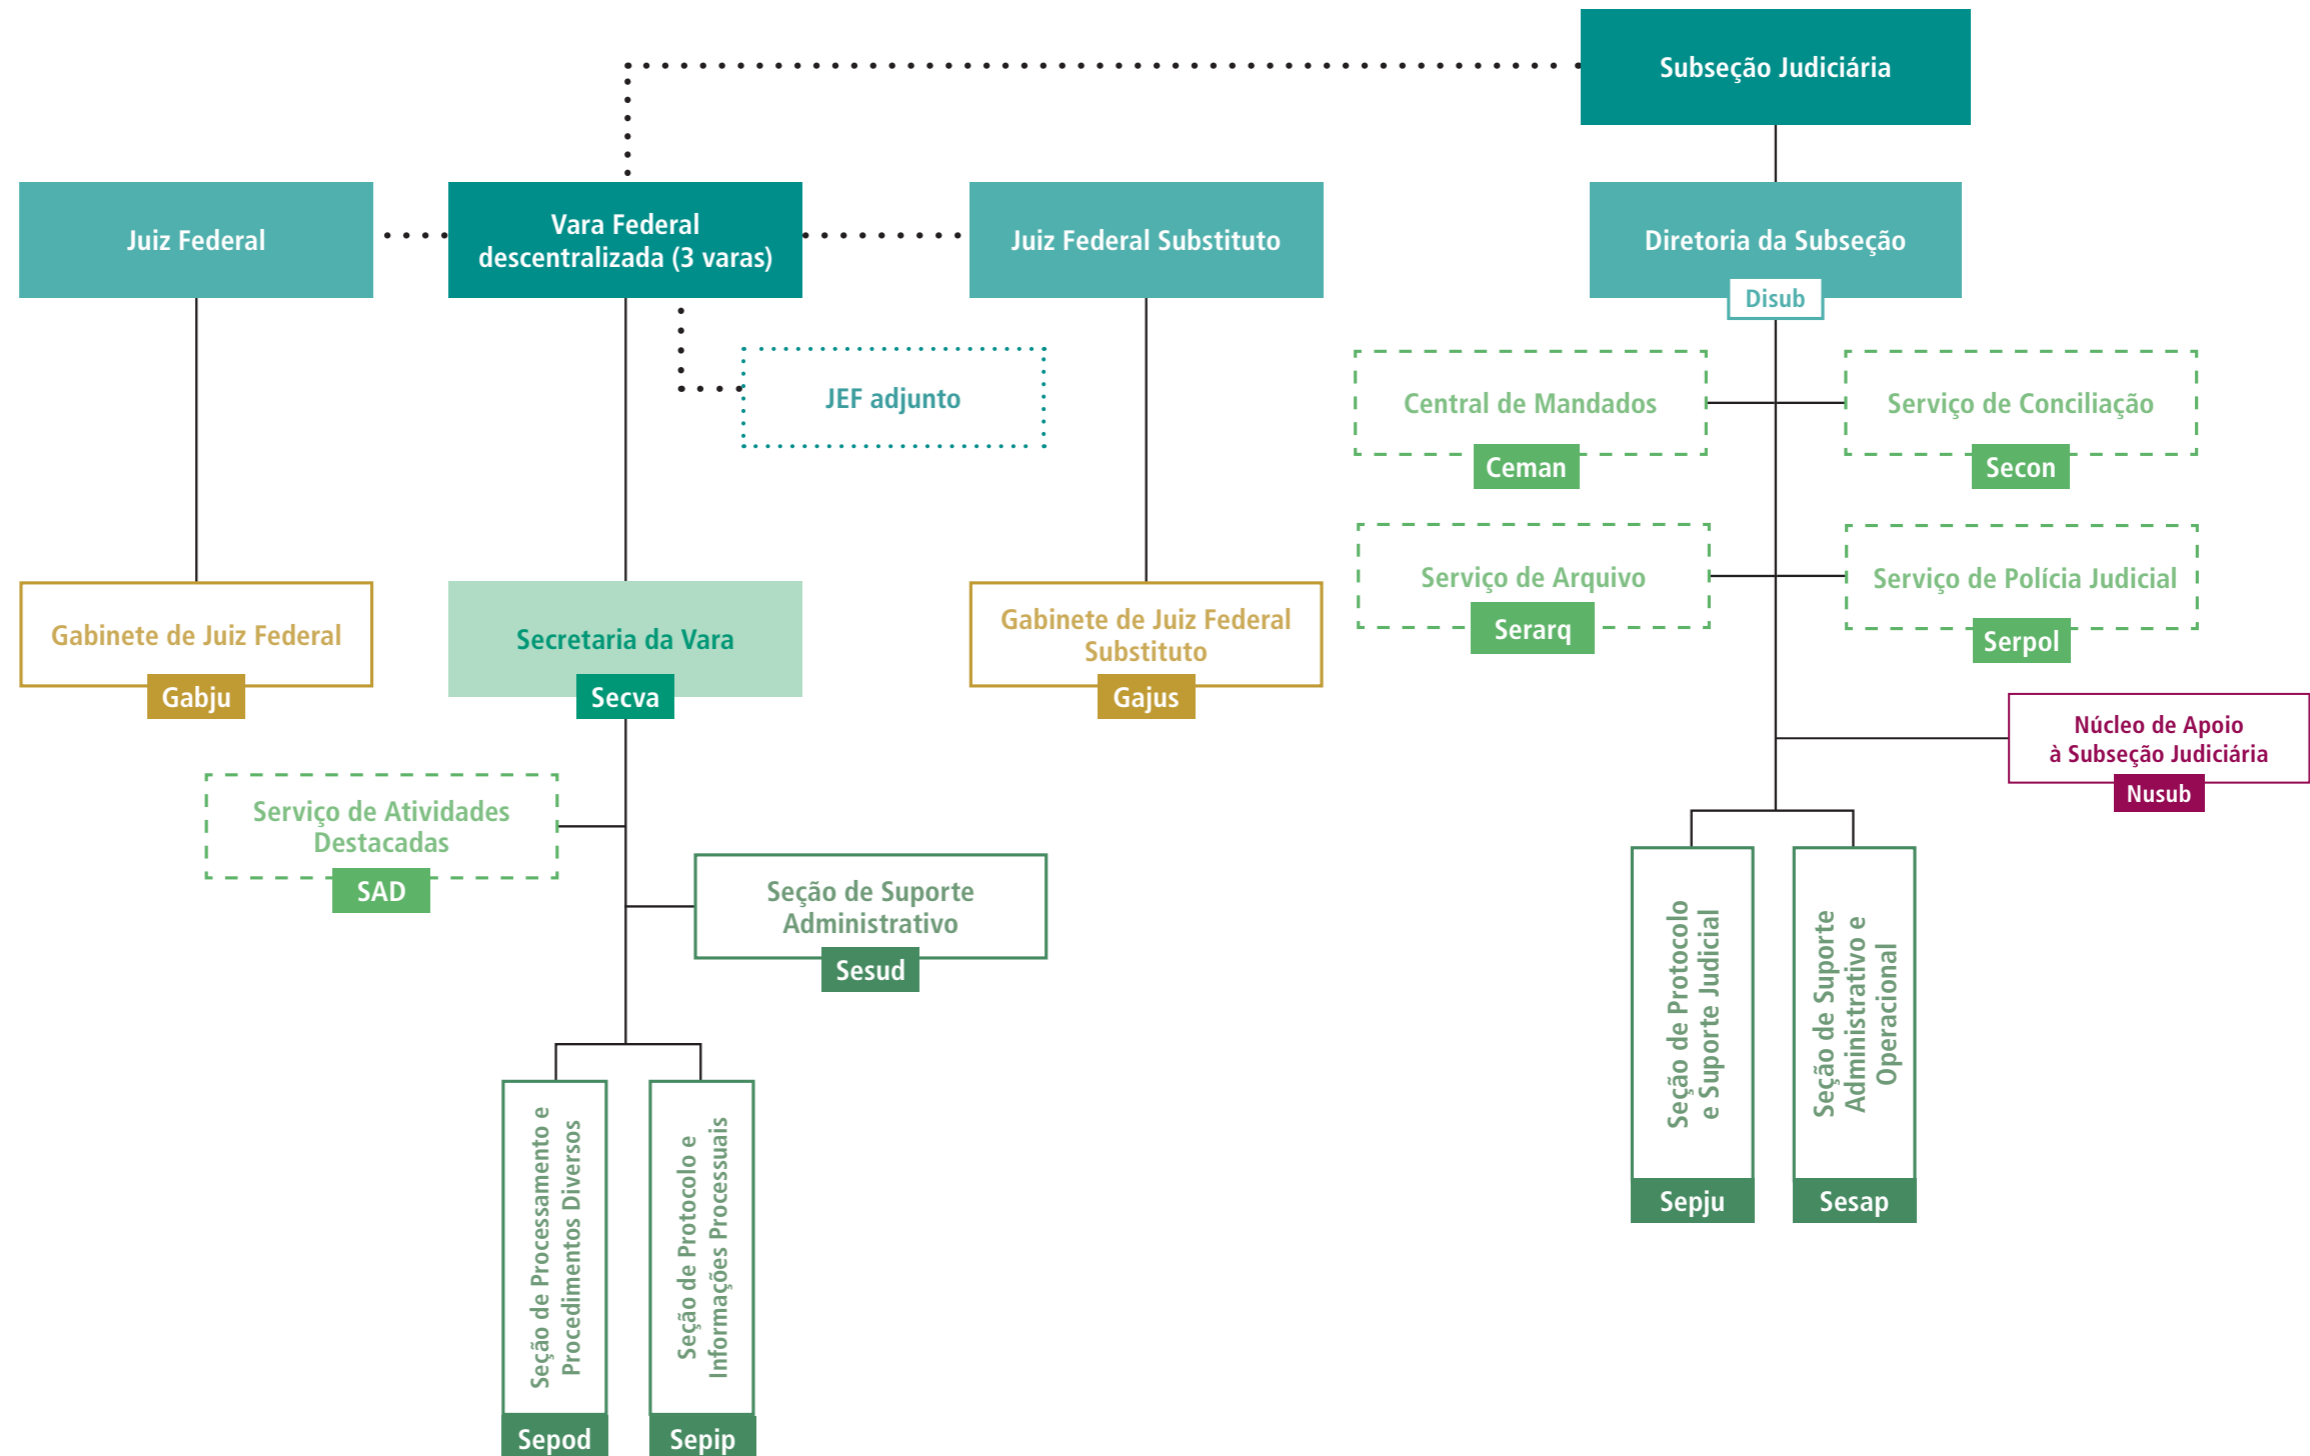 Subseção Judiciária
Juiz Federal
Vara Federal
descentralizada (3 varas)
Juiz Federal Substituto
Diretoria da Subseção
Disub
JEF adjunto
Central de Mandados
Ceman
Serviço de Conciliação
Secon
Serviço de Arquivo
Serarq
Serviço de Polícia Judicial
Serpol
Gabinete de Juiz Federal
Gabju
Secretaria da Vara
Secva
Gabinete de Juiz Federal
Substituto
Gajus
Núcleo de Apoio
à Subseção Judiciária
Nusub
Serviço de Atividades
Destacadas
SAD
Seção de Suporte
Administrativo
Sesud
Seção de Protocolo
e Suporte Judicial
Sepju
Seção de Suporte
Administrativo e
Operacional
Sesap
Seção de Processamento e
Procedimentos Diversos
Sepod
Seção de Protocolo e
Informações Processuais
Sepip